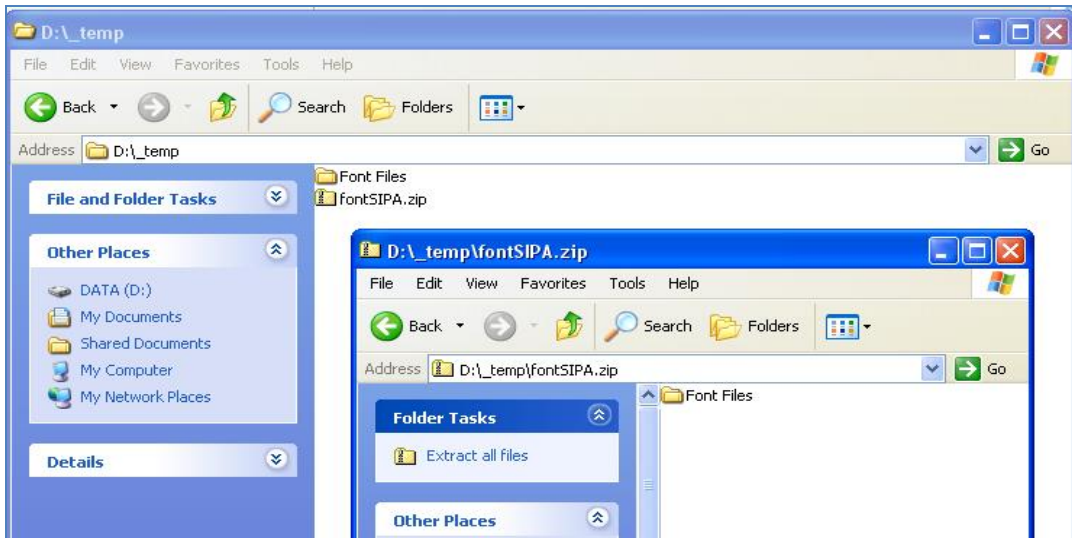 D:\_temp
File Edit View Favorites Tools Help
Back Search Folders
Address D:\_temp Go
File and Folder Tasks
Other Places
DATA (D:)
My Documents
Shared Documents
My Computer
My Network Places
Details
Font Files
fontSIPA.zip
D:\_temp\fontSIPA.zip
File Edit View Favorites Tools Help
Back Search Folders
Address D:\_temp\fontSIPA.zip Go
Folder Tasks
Extract all files
Other Places
Font Files